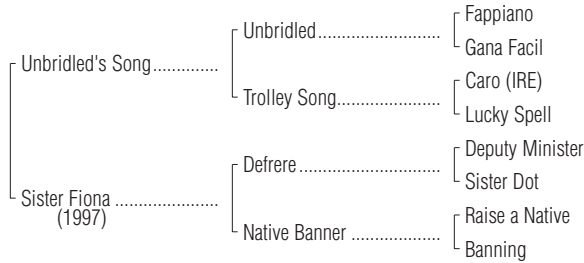 Fappiano
Unbridled
Gana Facil
Unbridled's Song
Caro (IRE)
Trolley Song
Lucky Spell
Deputy Minister
Defrere
Sister Dot
Sister Fiona
(1997)
Raise a Native
Native Banner
Banning